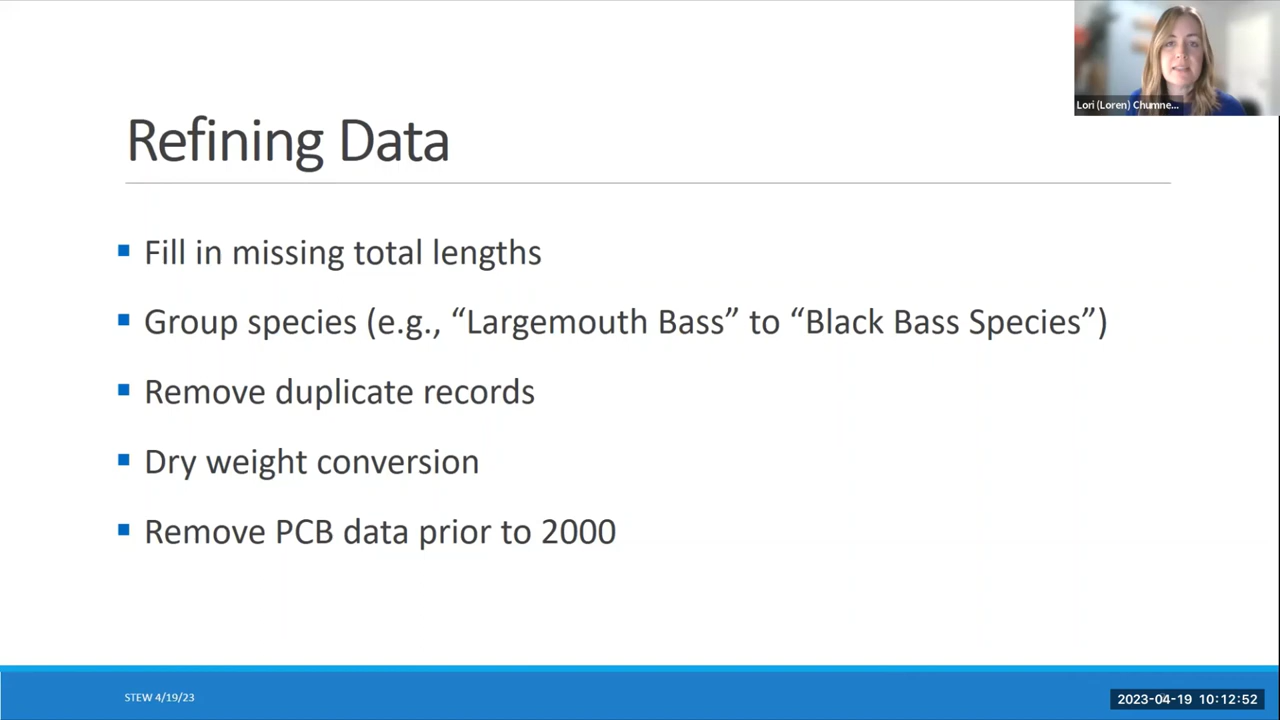 Lori (Loren) Chumne...
Refining Data
Fill in missing total lengths
Group species (e.g., “Largemouth Bass” to “Black Bass Species”)
Remove duplicate records
Dry weight conversion
Remove PCB data prior to 2000
STEW 4/19/23
2023-04-19 10:12:52